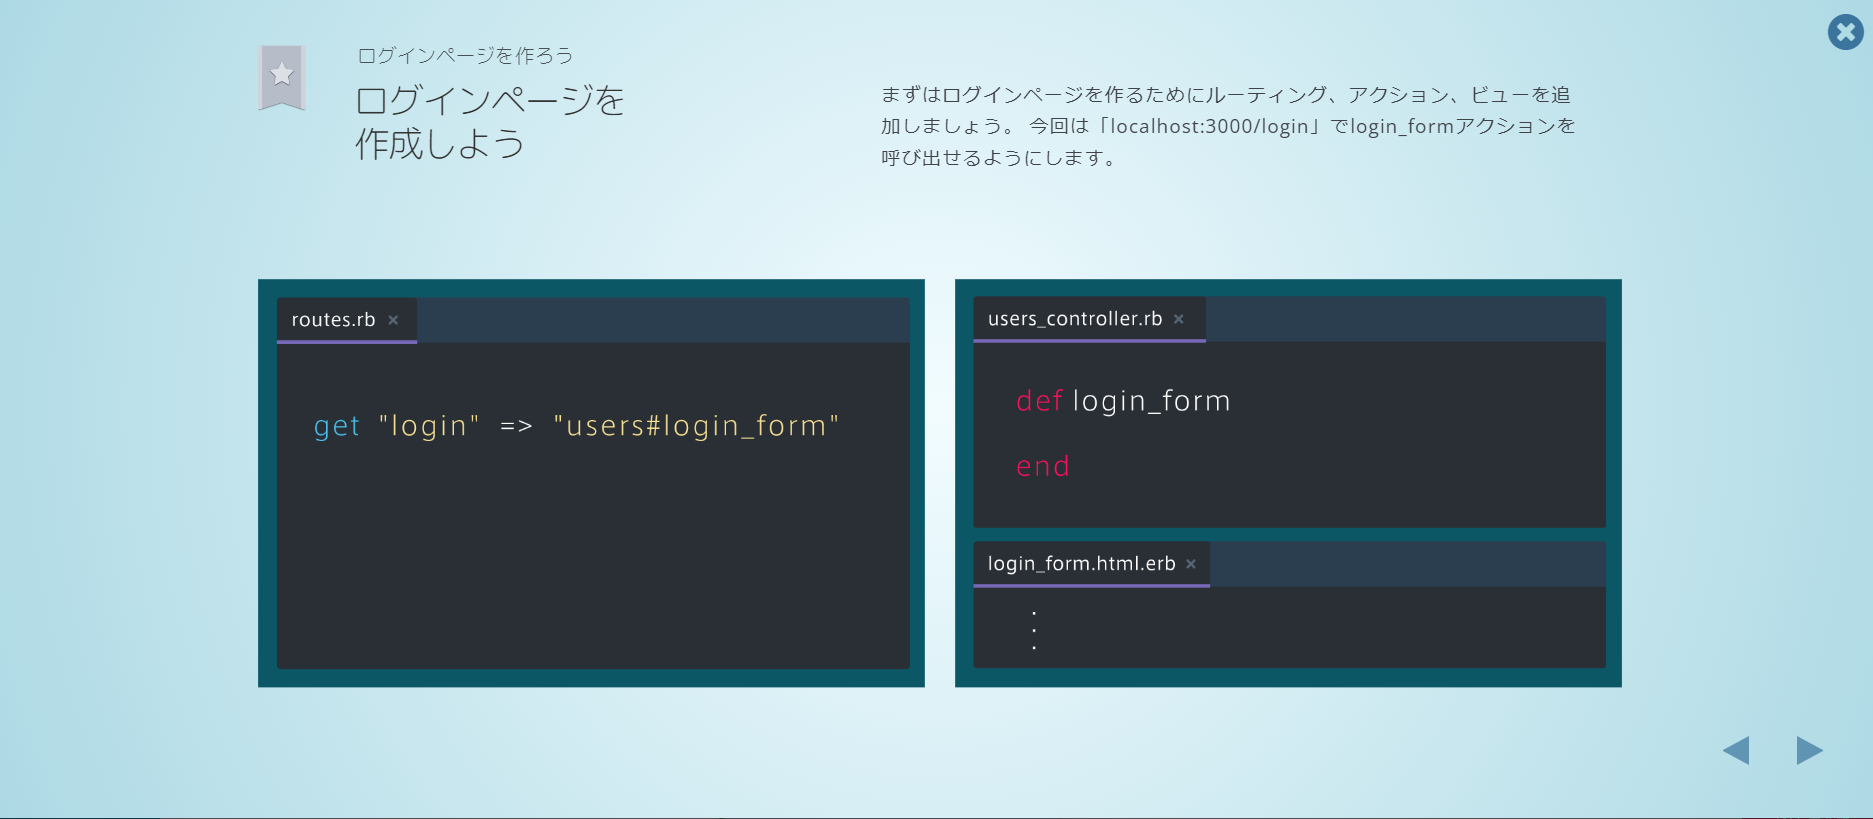 ログインページを作ろう
ログインページを
作成しよう
まずはログインページを作るためにルーティング、アクション、ビューを追
加しましょう。 今回は「localhost:3000/login」でlogin_formアクションを
呼び出せるようにします。
routes.rb ×
get "login" => "users#login_form"
users_controller.rb ×
def login_form
end
login_form.html.erb ×
.
.
.